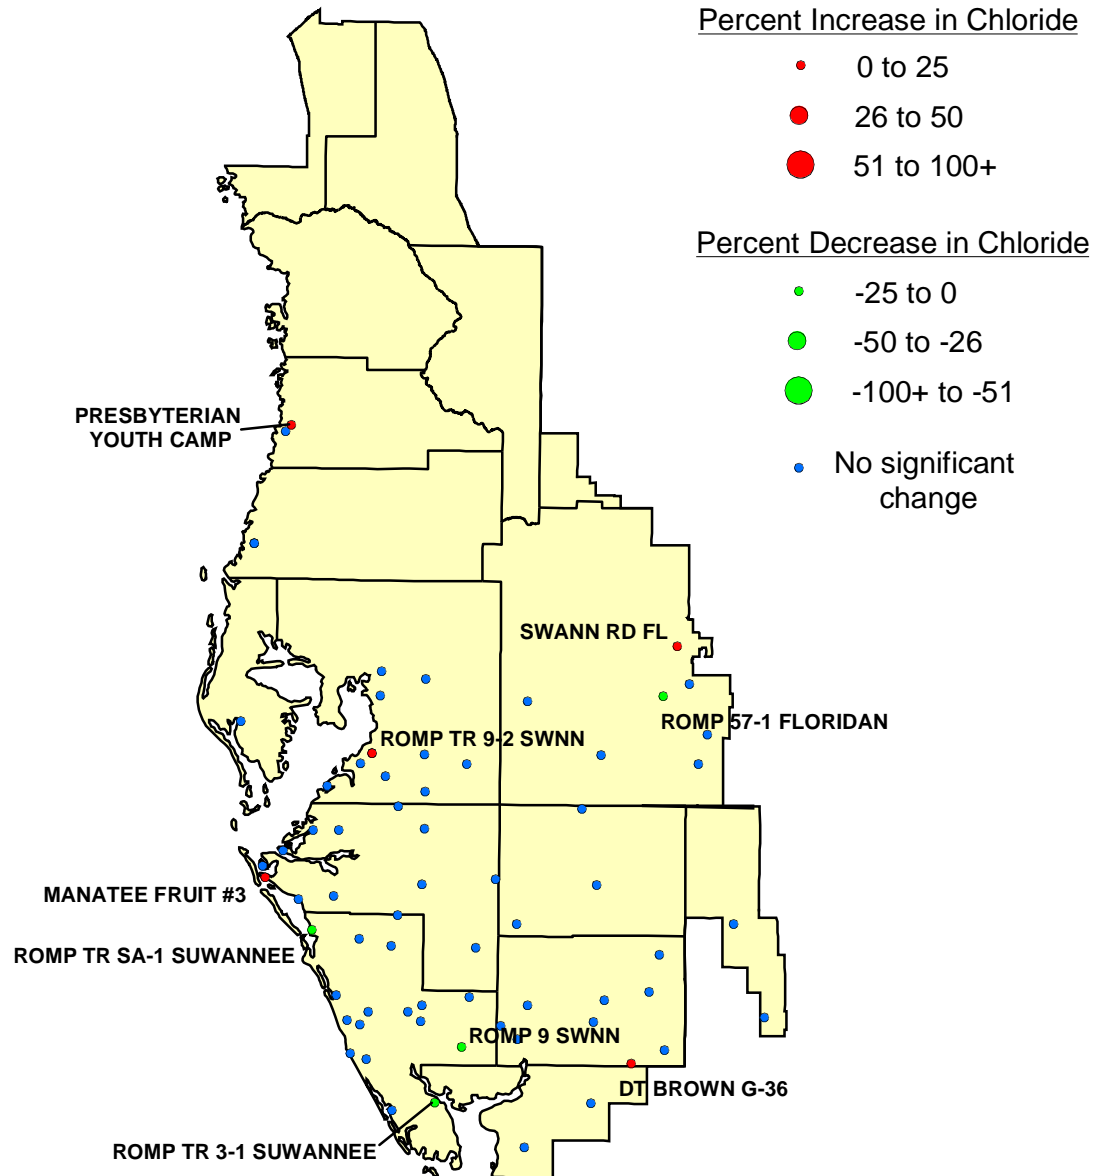 Percent Increase in Chloride
0 to 25
26 to 50
51 to 100+
Percent Decrease in Chloride
-25 to 0
-50 to -26
-100+ to -51
No significant
change
PRESBYTERIAN
YOUTH CAMP
SWANN RD FL
ROMP 57-1 FLORIDAN
ROMP TR 9-2 SWNN
MANATEE FRUIT #3
ROMP TR SA-1 SUWANNEE
ROMP 9 SWNN
DT BROWN G-36
ROMP TR 3-1 SUWANNEE